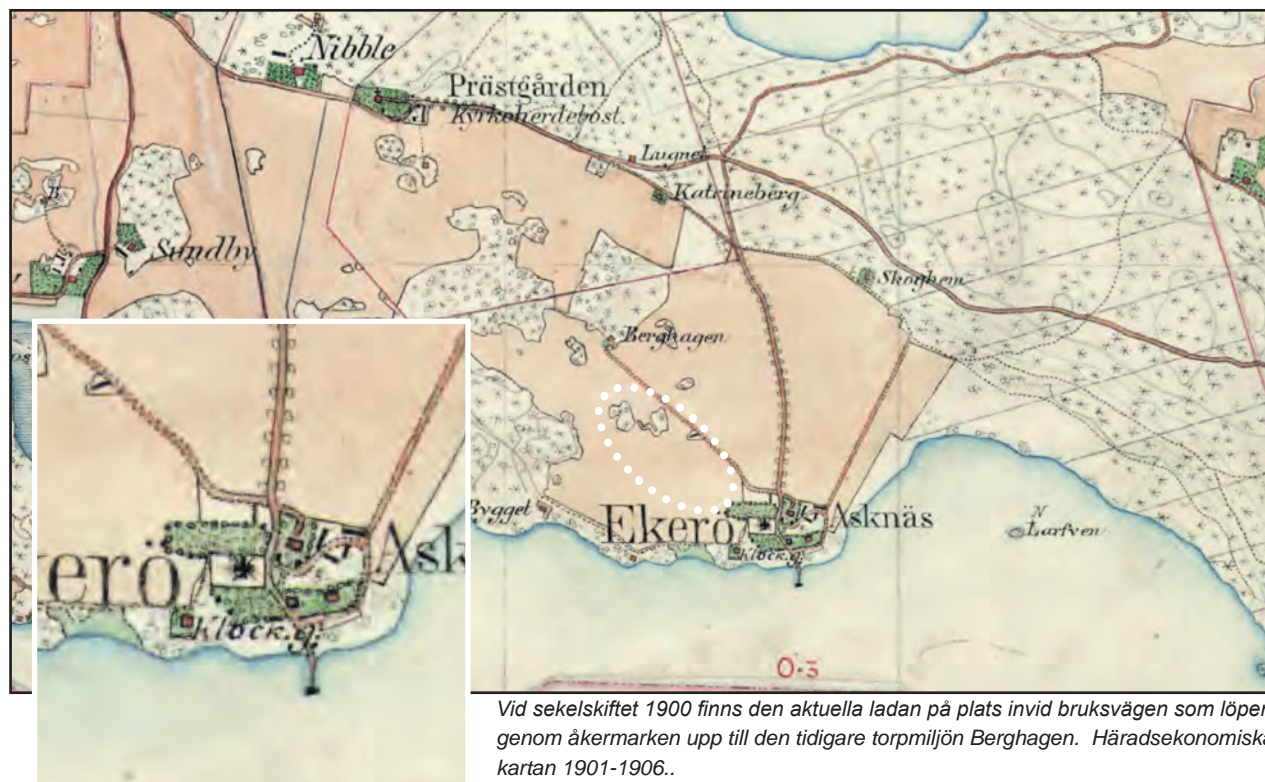 Nibble
Prästgården
Kyrkoherdebost.
Lugnet
Katrineberg
Sundby
Skoghem
Berghagen
Bygget
Ekerö
Asknäs
Klock.g.
N
Larfven
erö
Ask
Klock.g.
O·3
Vid sekelskiftet 1900 finns den aktuella ladan på plats invid bruksvägen som löper
genom åkermarken upp till den tidigare torpmiljön Berghagen. Häradsekonomiska
kartan 1901-1906..